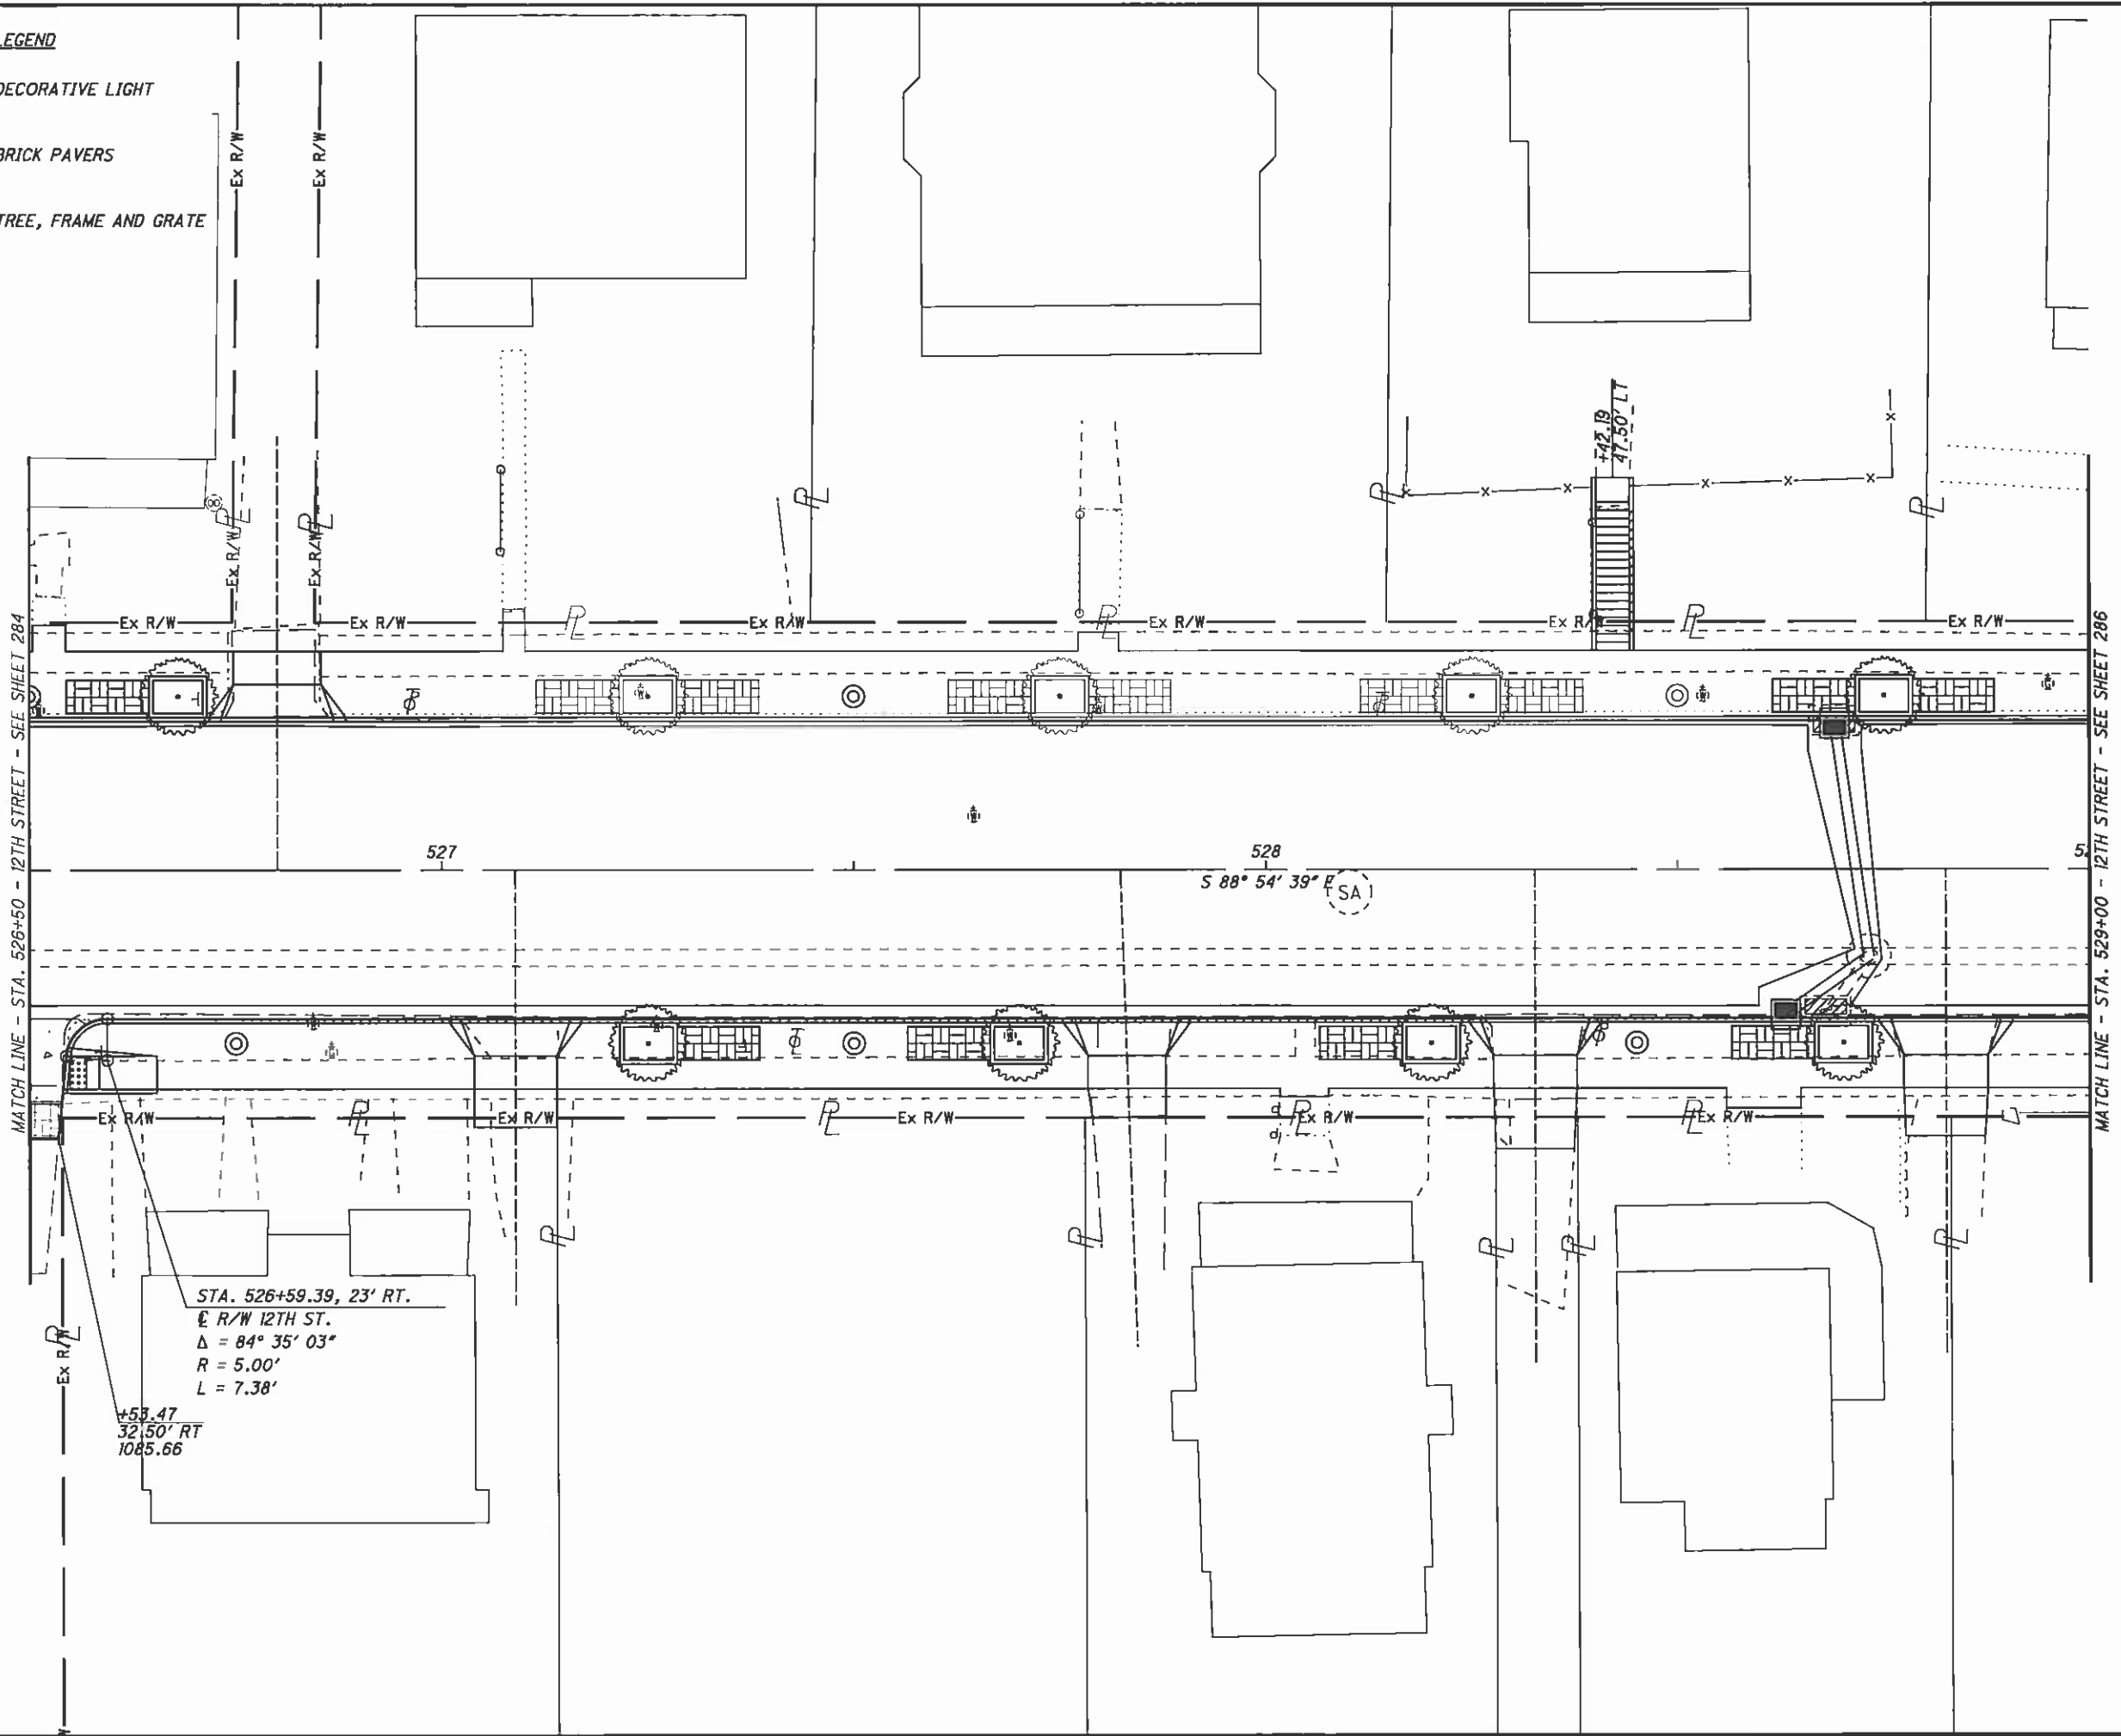 LEGEND
DECORATIVE LIGHT
BRICK PAVERS
TREE, FRAME AND GRATE
Ex R/W
Ex R/W
+42.19
47.50' LT
Ex R/W
Ex R/W
Ex R/W
Ex R/W
Ex R/W
Ex R/W
Ex R/W
Ex R/W
MATCH LINE - STA. 526+50 - 12TH STREET - SEE SHEET 284
MATCH LINE - STA. 529+00 - 12TH STREET - SEE SHEET 286
527
528
S 88° 54' 39" E
SA
Ex R/W
Ex R/W
Ex R/W
Ex R/W
Ex R/W
STA. 526+59.39, 23' RT.
℄ R/W 12TH ST.
Δ = 84° 35' 03"
R = 5.00'
L = 7.38'
Ex R/W
+53.47
32.50' RT
1085.66